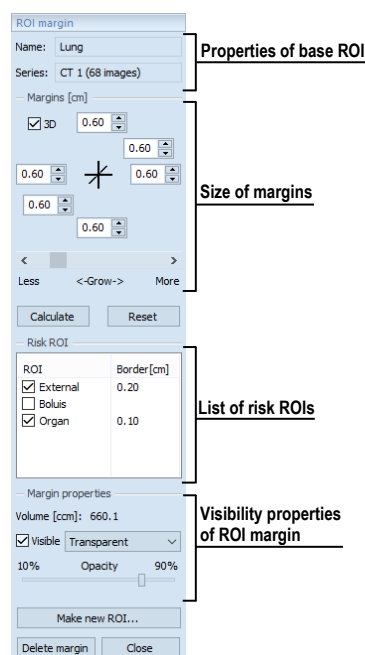 ROI margin
Name: Lung
Properties of base ROI
Series: CT 1 (68 images)
Margins [cm]
3D 0.60
0.60
0.60 0.60
Size of margins
0.60
0.60
< >
Less <-Grow-> More
Calculate Reset
Risk ROI
ROI Border[cm]
External 0.20
Boluis
List of risk ROIs
Organ 0.10
Margin properties
Volume [ccm]: 660.1
Visibility properties
of ROI margin
Visible Transparent
10% Opacity 90%
Make new ROI...
Delete margin Close